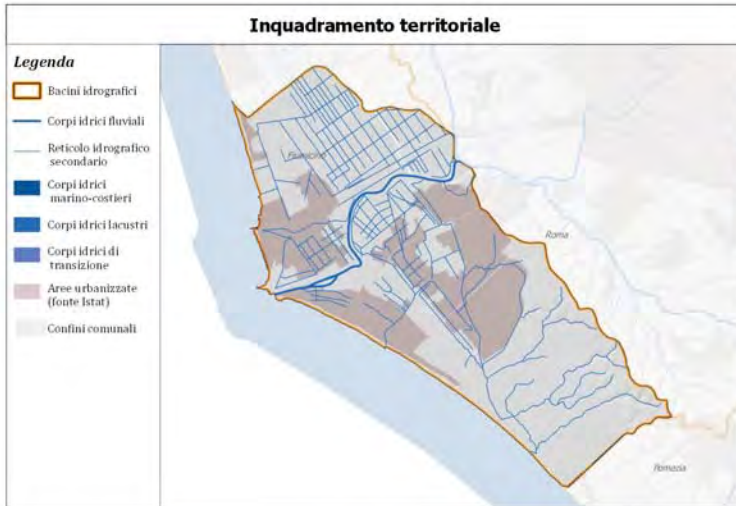 Inquadramento territoriale
Legenda
Bacini idrografici
Corpi idrici fluviali
Reticolo idrografico
secondario
Corpi idrici
marino-costieri
Corpi idrici lacustri
Corpi idrici di
transizione
Aree urbanizzate
(fonte Istat)
Confini comunali
Fiumicino
Roma
Pomezia